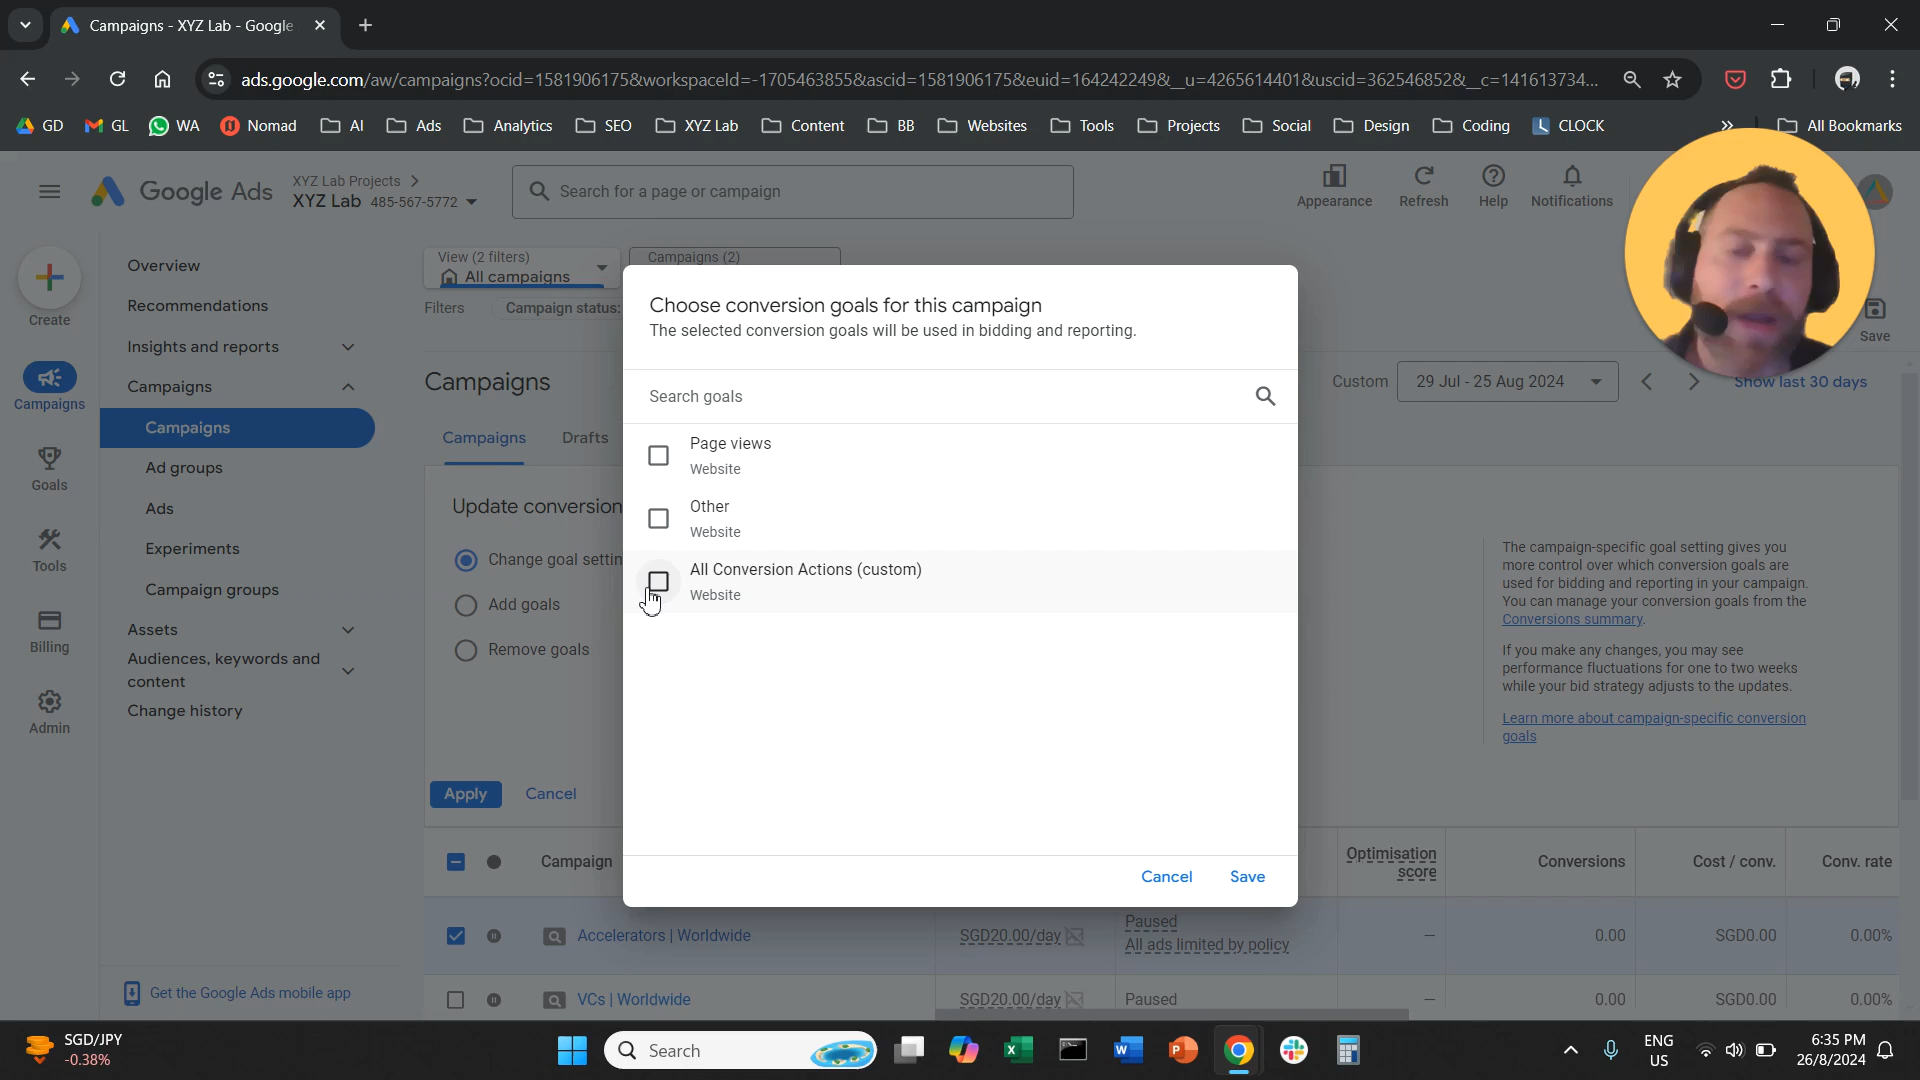 Campaigns - XYZ Lab - Google
ads.google.com/aw/campaigns?ocid=1581906175&workspaceId=-1705463855&ascid=1581906175&euid=164242249&__u=4265614401&uscid=362546852&__c=141613734...
GD GL WA Nomad AI Ads Analytics SEO XYZ Lab Content BB Websites Tools Projects Social Design Coding CLOCK » All Bookmarks
Google Ads
XYZ Lab Projects
XYZ Lab 485-567-5772
Search for a page or campaign
Appearance
Refresh
Help
Notifications
Create
Campaigns
Goals
Tools
Billing
Admin
Overview
Recommendations
Insights and reports
Campaigns
Campaigns
Ad groups
Ads
Experiments
Campaign groups
Assets
Audiences, keywords and
content
Change history
Get the Google Ads mobile app
View (2 filters)
All campaigns
Campaigns (2)
Filters
Campaign status:
Save
Campaigns
Custom
29 Jul - 25 Aug 2024
Show last 30 days
Campaigns
Drafts
Update conversion
Change goal settin
Add goals
Remove goals
Apply
Cancel
Choose conversion goals for this campaign
The selected conversion goals will be used in bidding and reporting.
Search goals
Page views
Website
Other
Website
All Conversion Actions (custom)
Website
Cancel
Save
The campaign-specific goal setting gives you
more control over which conversion goals are
used for bidding and reporting in your campaign.
You can manage your conversion goals from the
Conversions summary.
If you make any changes, you may see
performance fluctuations for one to two weeks
while your bid strategy adjusts to the updates.
Learn more about campaign-specific conversion
goals
Campaign
Optimisation
score
Conversions
Cost / conv.
Conv. rate
Accelerators | Worldwide
SGD20.00/day
Paused
All ads limited by policy
—
0.00
SGD0.00
0.00%
VCs | Worldwide
SGD20.00/day
Paused
—
0.00
SGD0.00
0.00%
SGD/JPY
-0.38%
Search
ENG
US
6:35 PM
26/8/2024